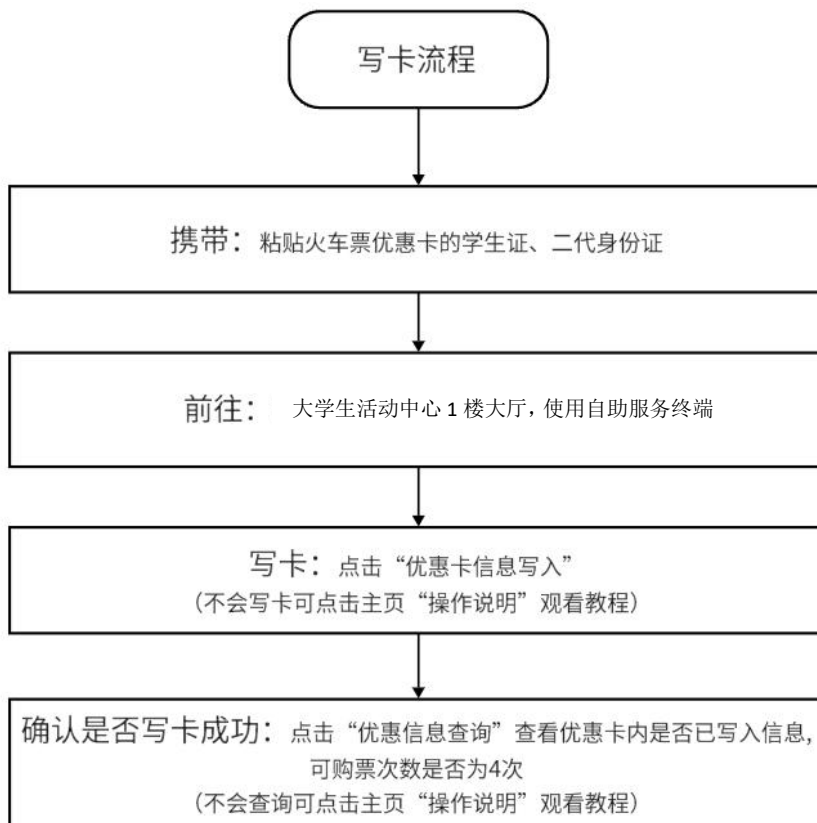 写卡流程
携带：粘贴火车票优惠卡的学生证、二代身份证
前往：大学生活动中心 1 楼大厅，使用自助服务终端
写卡：点击“优惠卡信息写入”
（不会写卡可点击主页“操作说明”观看教程）
确认是否写卡成功：点击“优惠信息查询”查看优惠卡内是否已写入信息，
可购票次数是否为4次
（不会查询可点击主页“操作说明”观看教程）